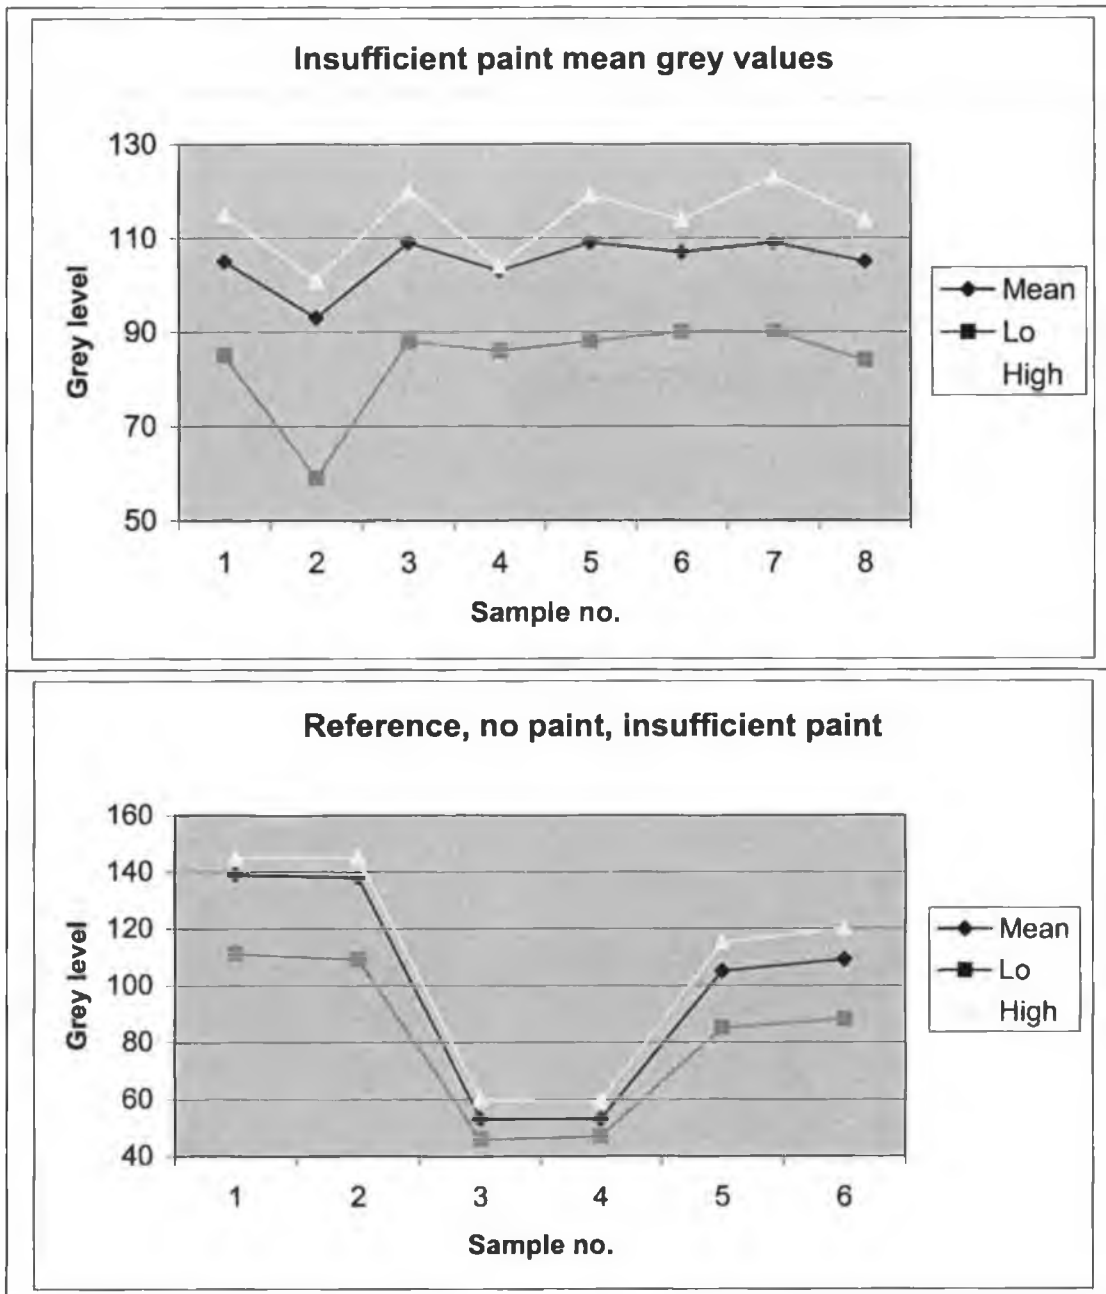 Insufficient paint mean grey values
130
110
90
70
50
Grey level
1 2 3 4 5 6 7 8
Sample no.
Mean
Lo
High
Reference, no paint, insufficient paint
160
140
120
100
80
60
40
Grey level
1 2 3 4 5 6
Sample no.
Mean
Lo
High